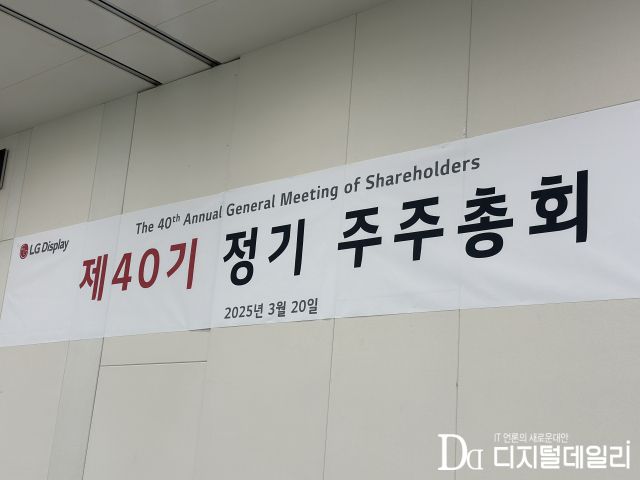 The 40th Annual General Meeting of Shareholders
LG Display
제40기 정기 주주총회
2025년 3월 20일
IT 언론의 새로운대안
DD 디지털데일리